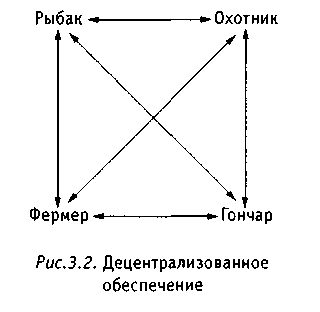 Рыбак Охотник
Фермер Гончар
Рис.3.2. Децентрализованное
обеспечение